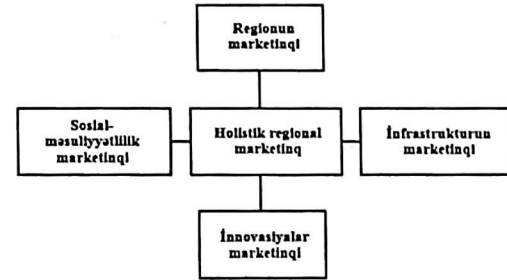 Regionun
marketinqi
Sosial-
məsuliyyətlilik
marketinqi
Holistik regional
marketinq
İnfrastrukturun
marketinqi
İnnovasiyalar
marketinqi